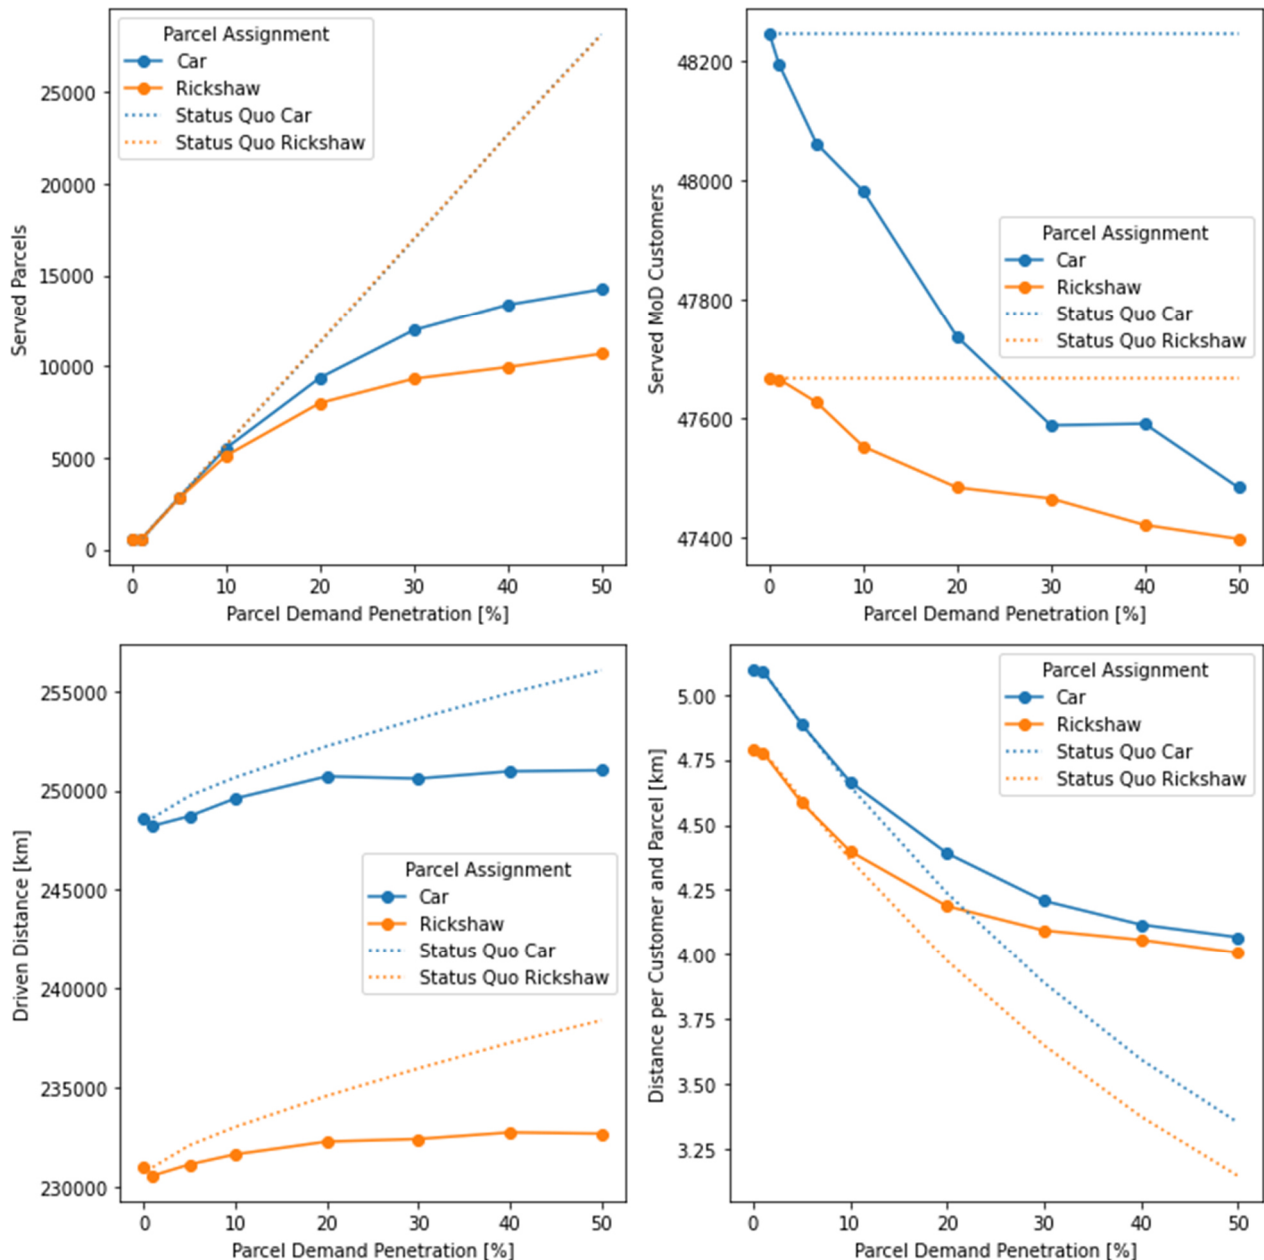 Parcel Assignment
Car
Rickshaw
Status Quo Car
Status Quo Rickshaw
25000
20000
15000
10000
5000
0
Served Parcels
0 10 20 30 40 50
Parcel Demand Penetration [%]
48200
48000
47800
47600
47400
Served MoD Customers
Parcel Assignment
Car
Rickshaw
Status Quo Car
Status Quo Rickshaw
0 10 20 30 40 50
Parcel Demand Penetration [%]
255000
250000
245000
240000
235000
230000
Driven Distance [km]
Parcel Assignment
Car
Rickshaw
Status Quo Car
Status Quo Rickshaw
0 10 20 30 40 50
Parcel Demand Penetration [%]
Parcel Assignment
Car
Rickshaw
Status Quo Car
Status Quo Rickshaw
5.00
4.75
4.50
4.25
4.00
3.75
3.50
3.25
Distance per Customer and Parcel [km]
0 10 20 30 40 50
Parcel Demand Penetration [%]